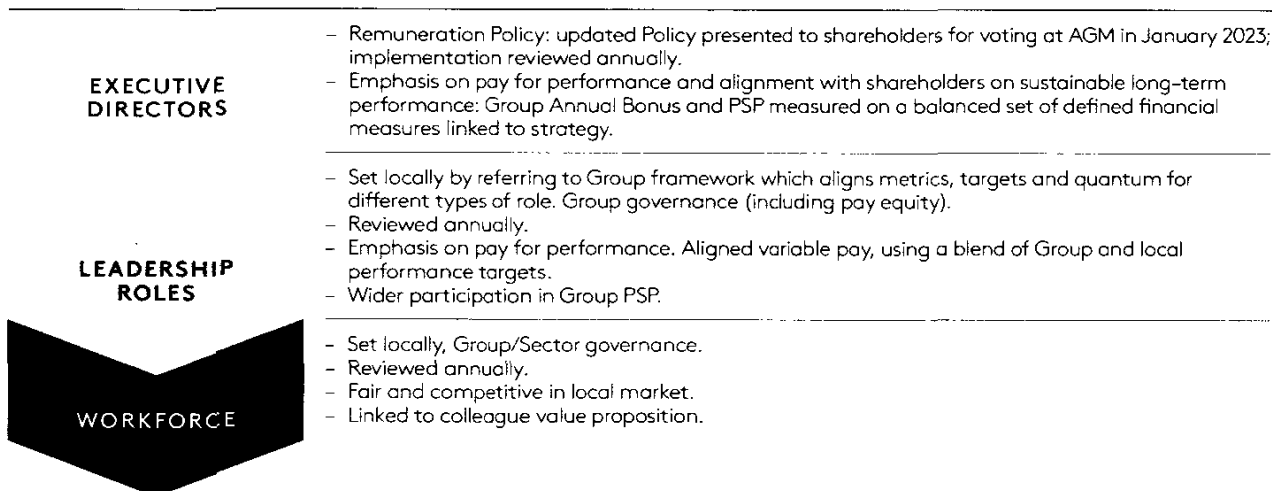 EXECUTIVE
DIRECTORS
– Remuneration Policy: updated Policy presented to shareholders for voting at AGM in January 2023;
implementation reviewed annually.
– Emphasis on pay for performance and alignment with shareholders on sustainable long-term
performance: Group Annual Bonus and PSP measured on a balanced set of defined financial
measures linked to strategy.
LEADERSHIP
ROLES
– Set locally by referring to Group framework which aligns metrics, targets and quantum for
different types of role. Group governance (including pay equity).
– Reviewed annually.
– Emphasis on pay for performance. Aligned variable pay, using a blend of Group and local
performance targets.
– Wider participation in Group PSP.
WORKFORCE
– Set locally, Group/Sector governance.
– Reviewed annually.
– Fair and competitive in local market.
– Linked to colleague value proposition.